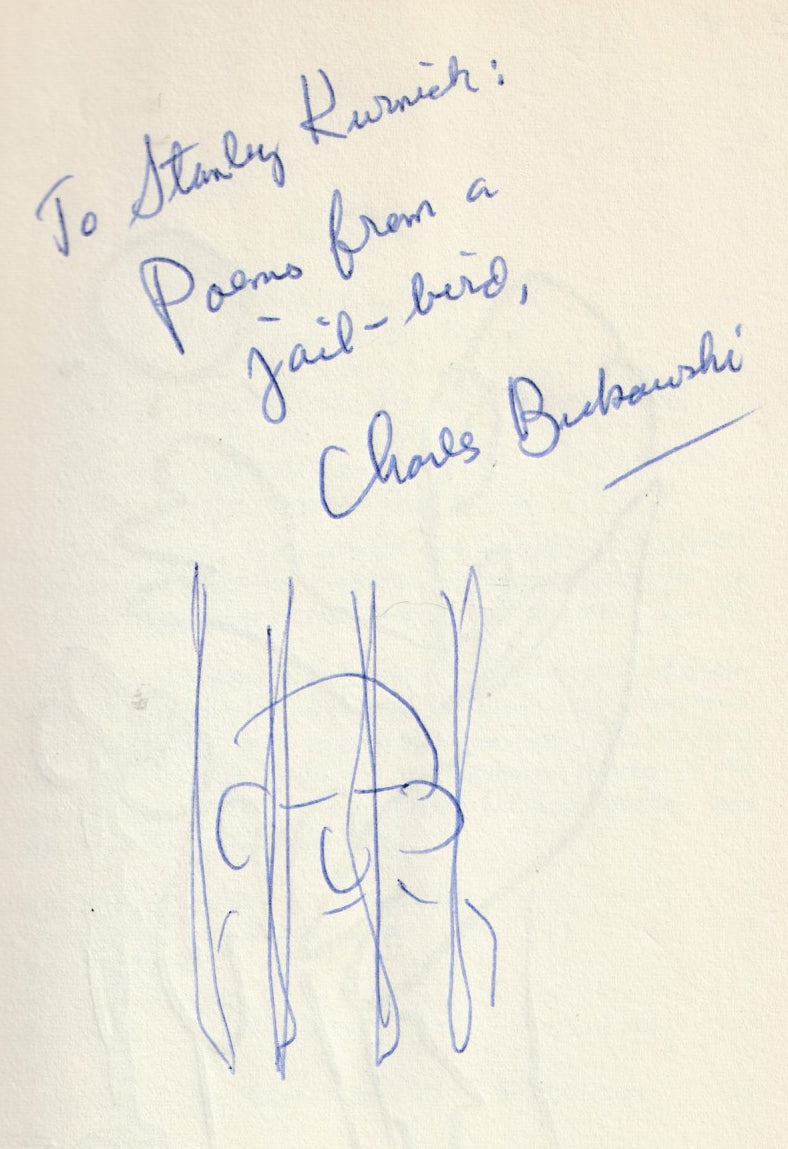 To Stanley Kurnick:
Poems from a
jail-bird,
Charles Bukowski